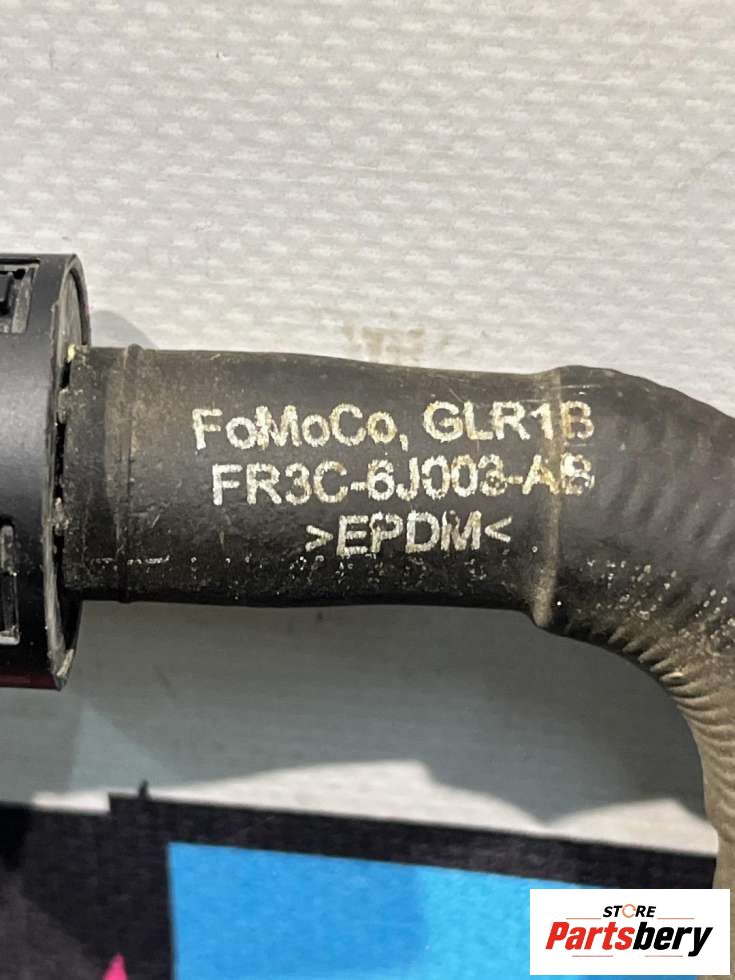 FoMoCo, GLR1B
FR3C-6J003-AB
>EPDM<
STORE
Partsbery